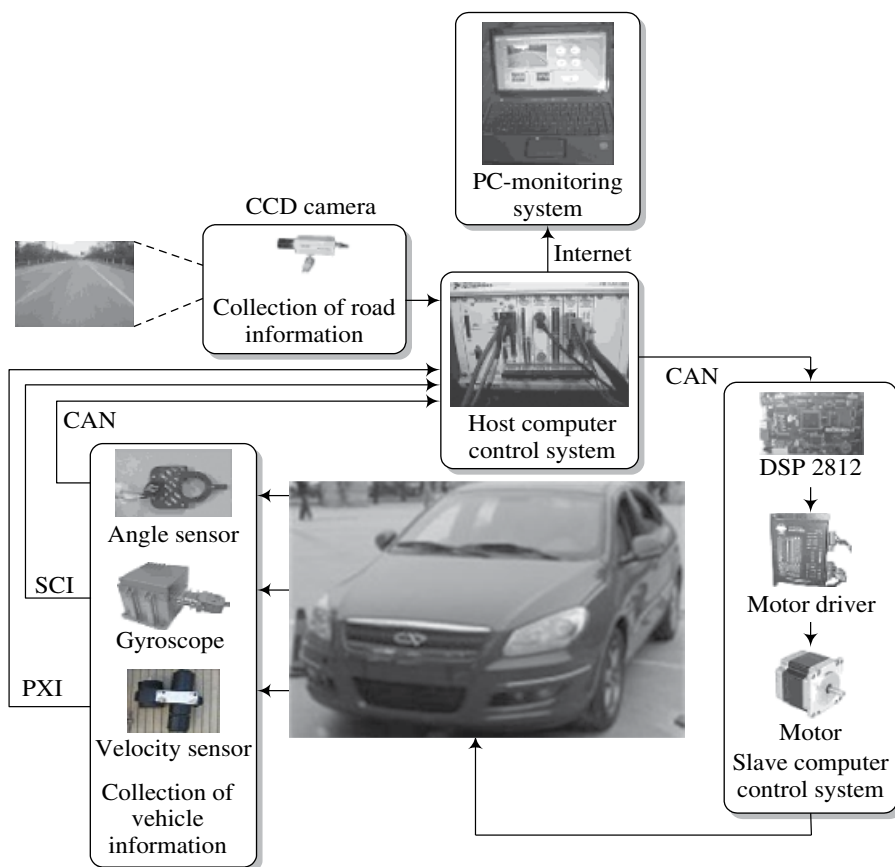 PC-monitoring
system
CCD camera
Internet
Collection of road
information
CAN
CAN
Host computer
control system
DSP 2812
Angle sensor
SCI
Motor driver
Gyroscope
PXI
Motor
Velocity sensor
Slave computer
control system
Collection of
vehicle
information